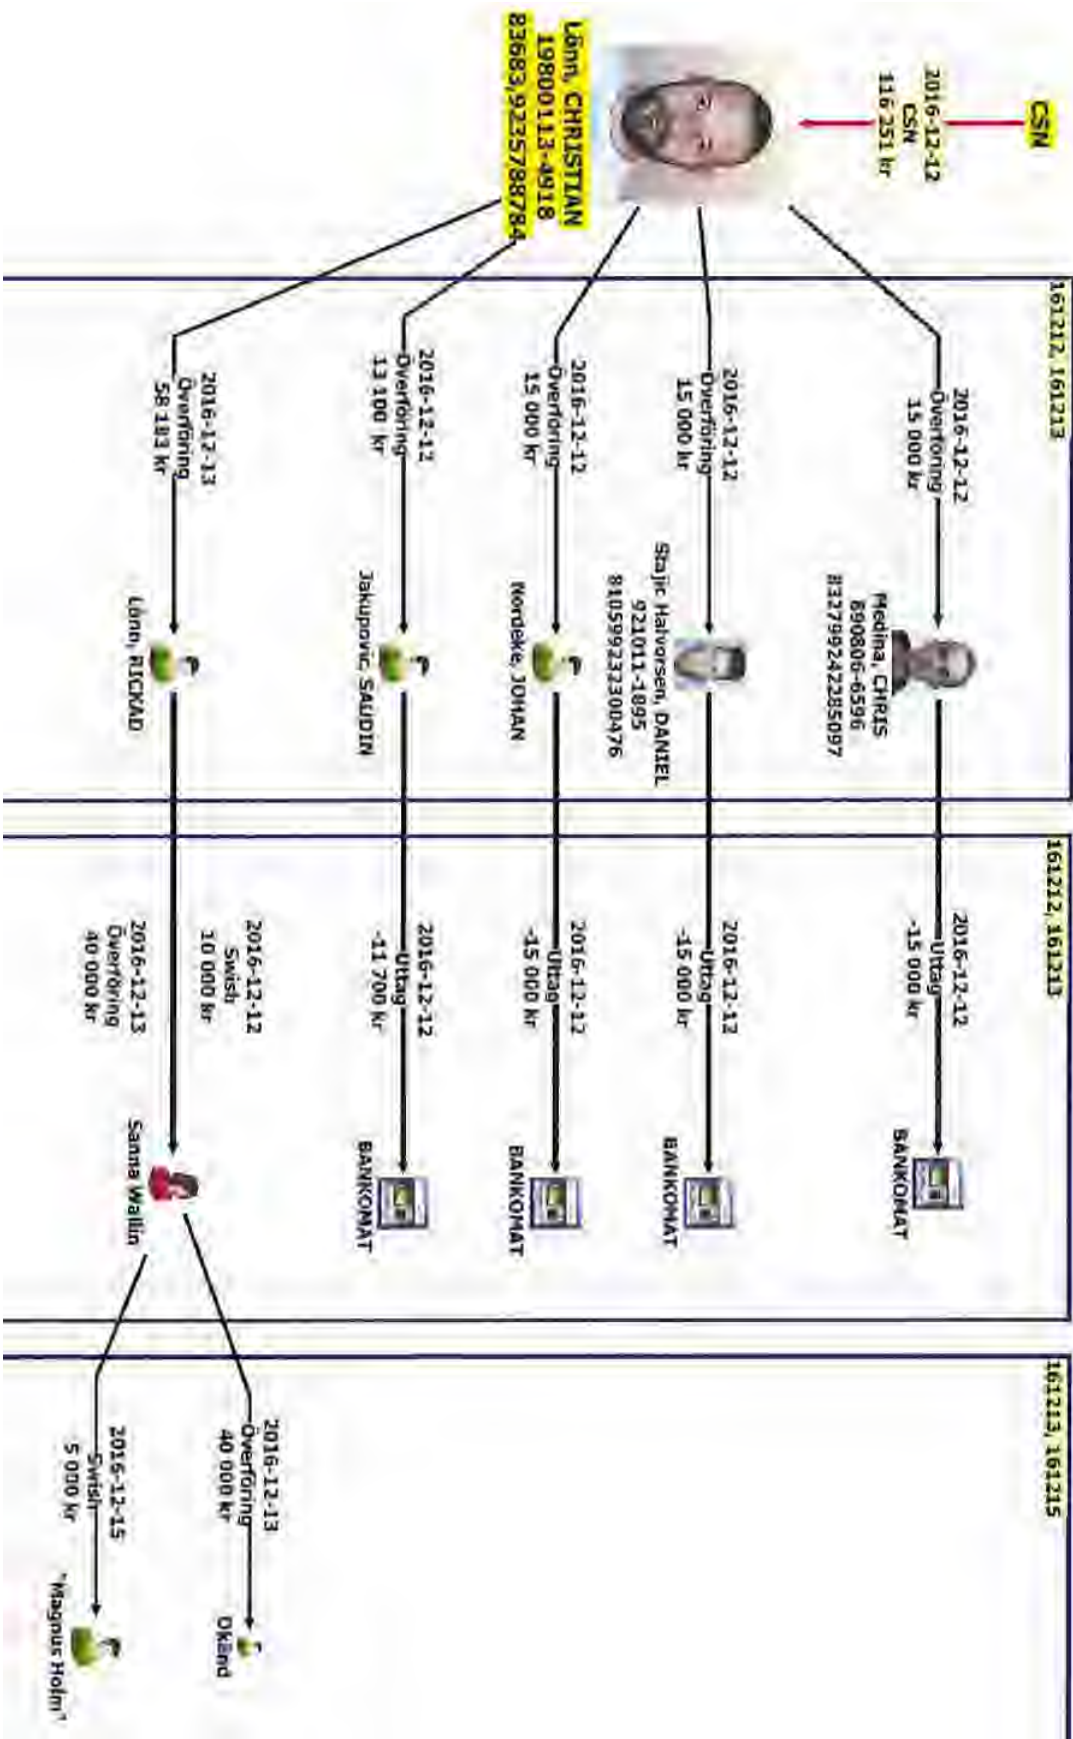 CSN
2016-12-12
CSN
116 251 kr
Lönn, CHRISTIAN
19800113-4918
83683,9235788784
161212, 161213
2016-12-12
Överföring
15 000 kr
Medina, CHRIS
890806-6596
832799242285097
2016-12-12
Överföring
15 000 kr
Stajic Halvorsen, DANIEL
921011-1895
810599232300476
2016-12-12
Överföring
15 000 kr
Nordeke, JOHAN
2016-12-12
Överföring
13 100 kr
Jakupovic, SAUDIN
2016-12-13
Överföring
58 183 kr
Lönn, RICKAD
161212, 161213
2016-12-12
Uttag
-15 000 kr
BANKOMAT
2016-12-12
Uttag
-15 000 kr
BANKOMAT
2016-12-12
Uttag
-15 000 kr
BANKOMAT
2016-12-12
Uttag
-11 700 kr
BANKOMAT
2016-12-12
Swish
10 000 kr
2016-12-13
Överföring
40 000 kr
Sanna Wallin
161213, 161215
2016-12-13
Överföring
40 000 kr
Okänd
2016-12-15
Swish
5 000 kr
"Magnus Holm"